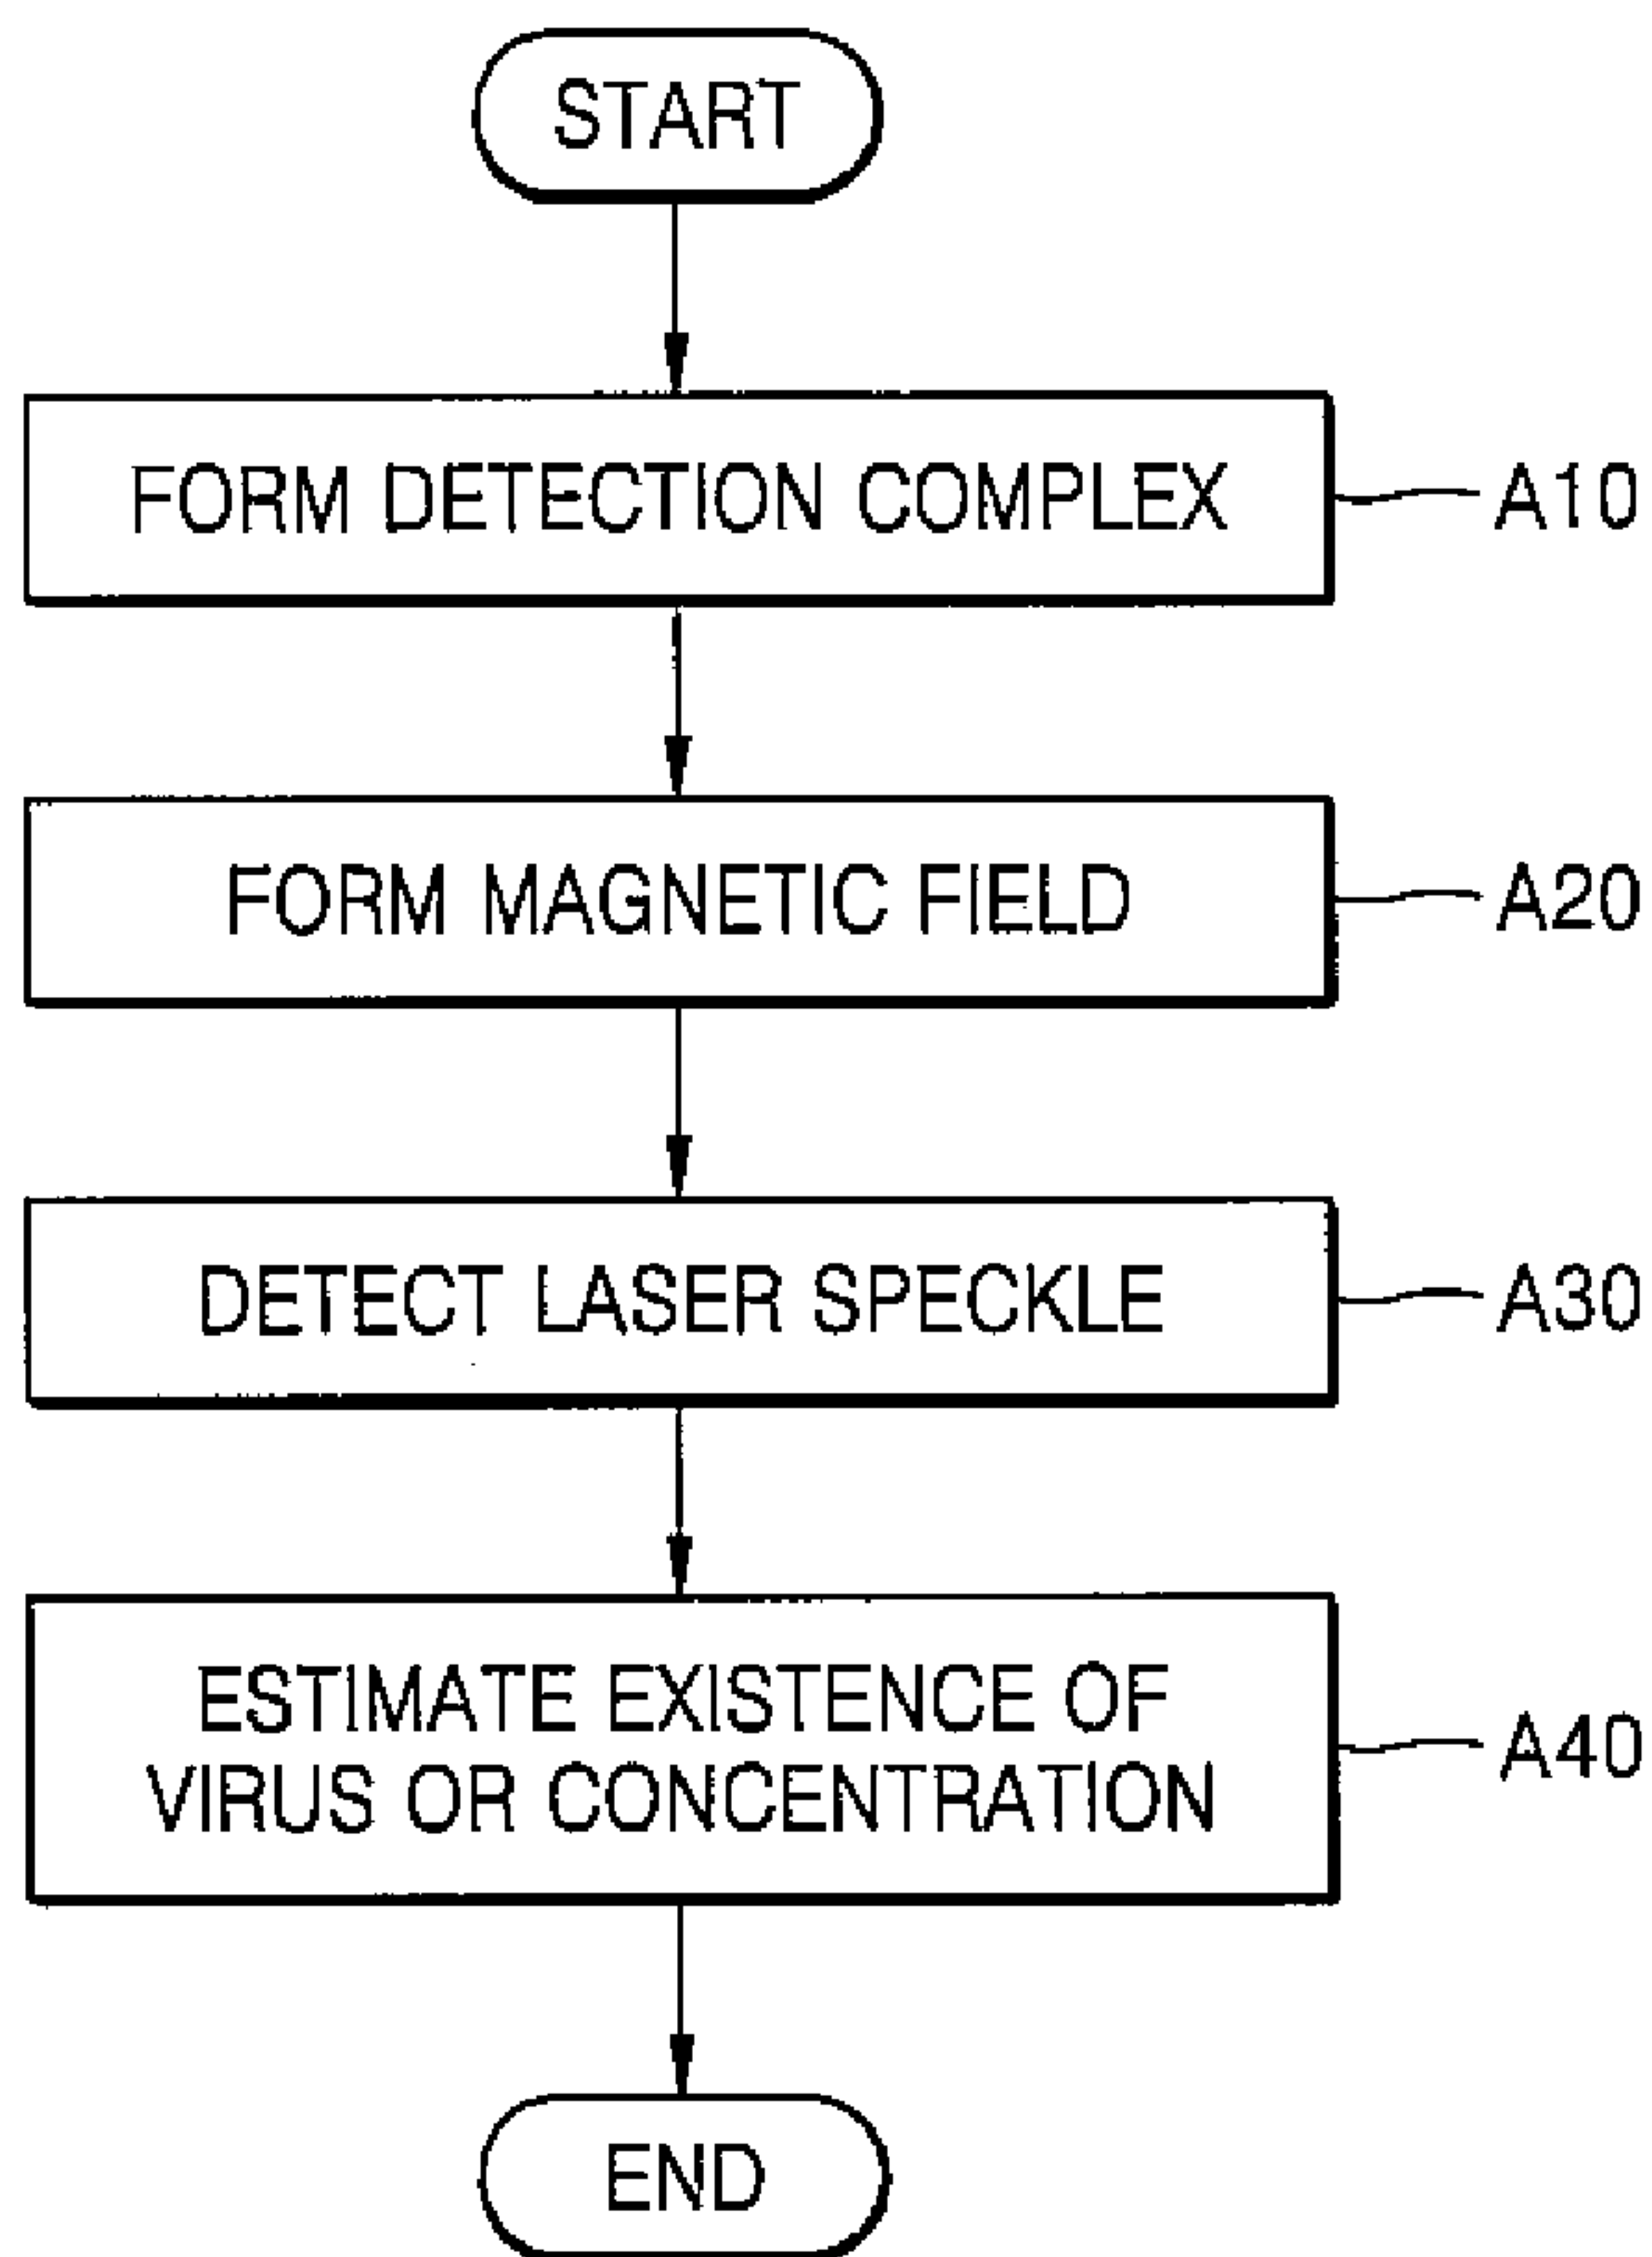 START
FORM DETECTION COMPLEX
A10
FORM MAGNETIC FIELD
A20
DETECT LASER SPECKLE
A30
ESTIMATE EXISTENCE OF
VIRUS OR CONCENTRATION
A40
END